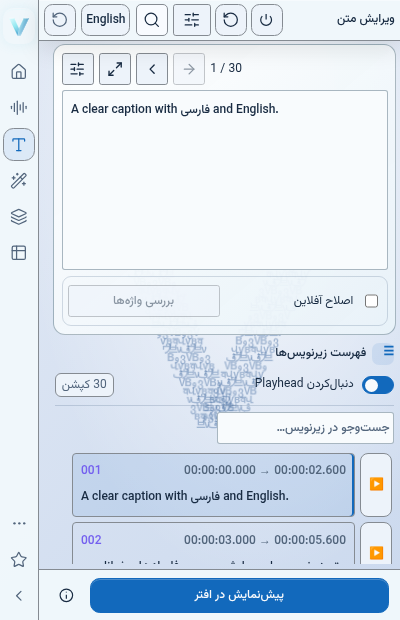 English
ویرایش متن
1 / 30
A clear caption with فارسی and English.
بررسی واژه‌ها
اصلاح آفلاین
فهرست زیرنویس‌ها
30 کپشن
دنبال‌کردن Playhead
جست‌وجو در زیرنویس...
001
00:00:00.000 → 00:00:02.600
A clear caption with فارسی and English.
002
00:00:03.000 → 00:00:05.600
پیش‌نمایش در افتر